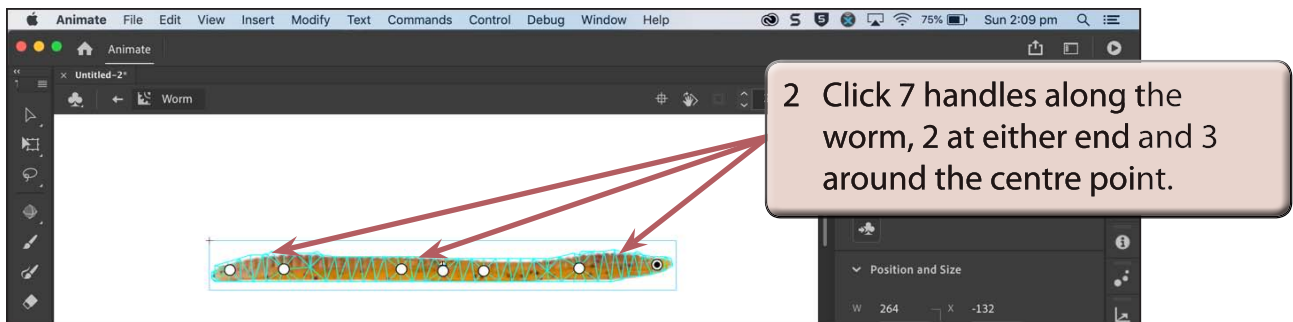 Animate File Edit View Insert Modify Text Commands Control Debug Window Help 75% Sun 2:09 pm
Animate
× Untitled-2*
Worm
2 Click 7 handles along the
worm, 2 at either end and 3
around the centre point.
Position and Size
W 264 X -132